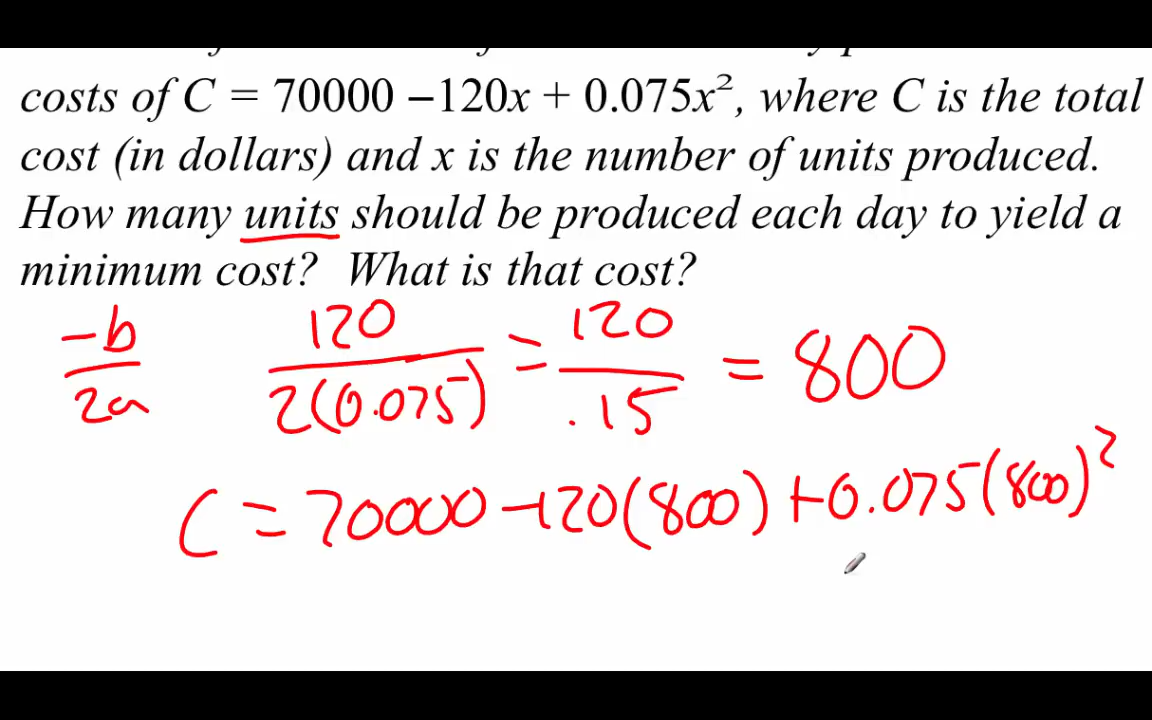 costs of C = 70000 –120x + 0.075x², where C is the total
cost (in dollars) and x is the number of units produced.
How many units should be produced each day to yield a
minimum cost? What is that cost?
-b/2a 120/2(0.075) = 120/.15 = 800
C = 70000 -120(800) +0.075(800)²